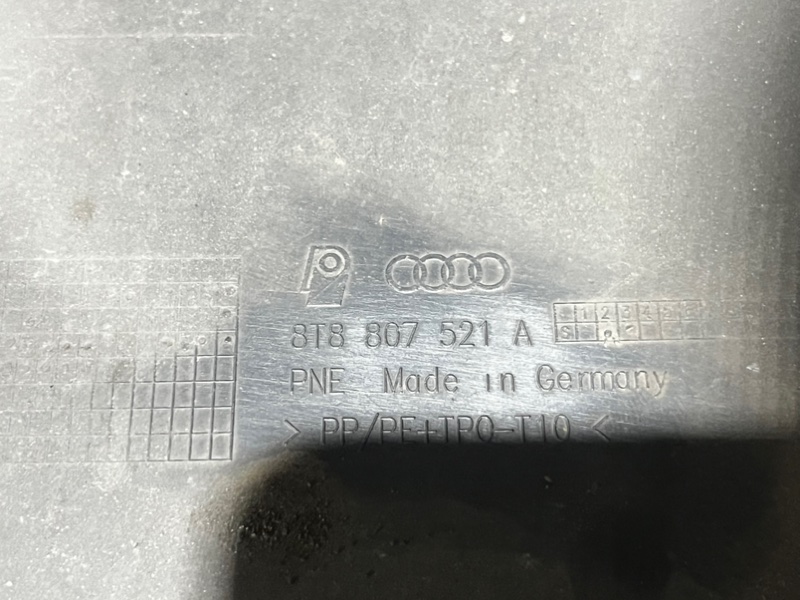 8T8 807 521 A
PNE Made in Germany
> PP/PE+TPO-T10 <